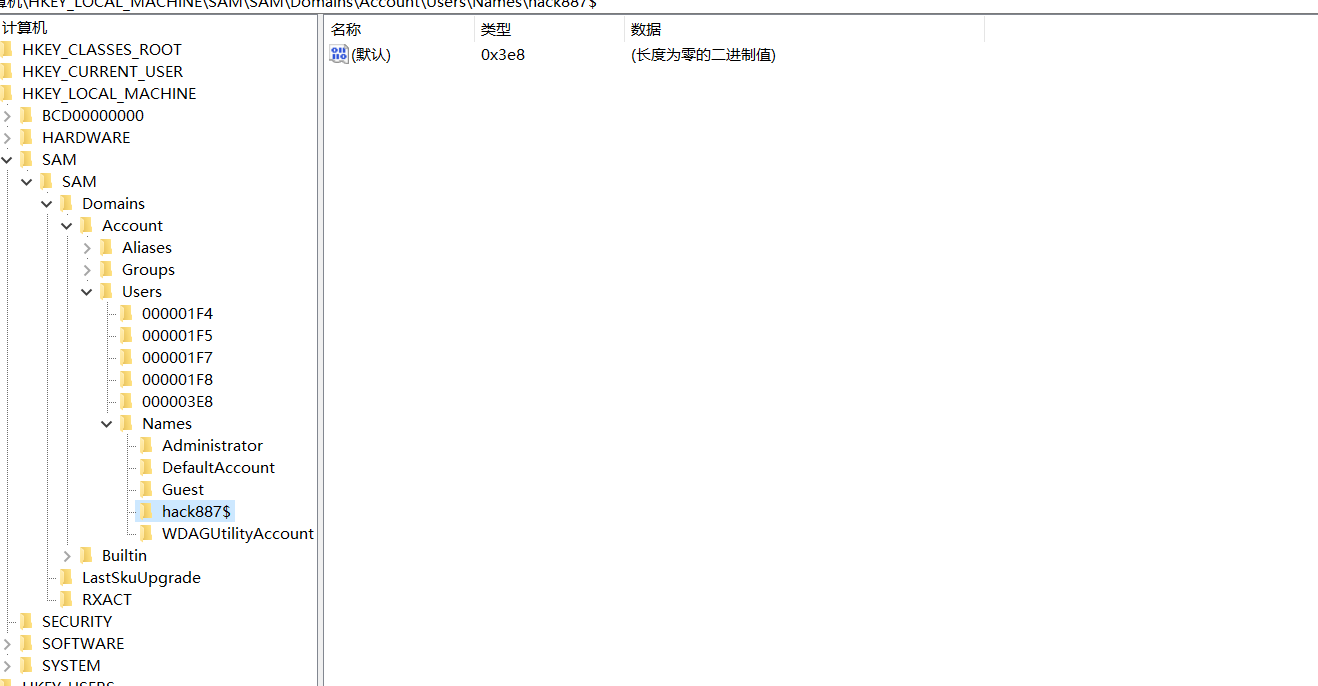 机\HKEY_LOCAL_MACHINE\SAM\SAM\Domains\Account\Users\Names\hack887$
计算机
HKEY_CLASSES_ROOT
HKEY_CURRENT_USER
HKEY_LOCAL_MACHINE
BCD00000000
HARDWARE
SAM
SAM
Domains
Account
Aliases
Groups
Users
000001F4
000001F5
000001F7
000001F8
000003E8
Names
Administrator
DefaultAccount
Guest
hack887$
WDAGUtilityAccount
Builtin
LastSkuUpgrade
RXACT
SECURITY
SOFTWARE
SYSTEM
HKEY_USERS
名称 类型 数据
(默认) 0x3e8 (长度为零的二进制值)